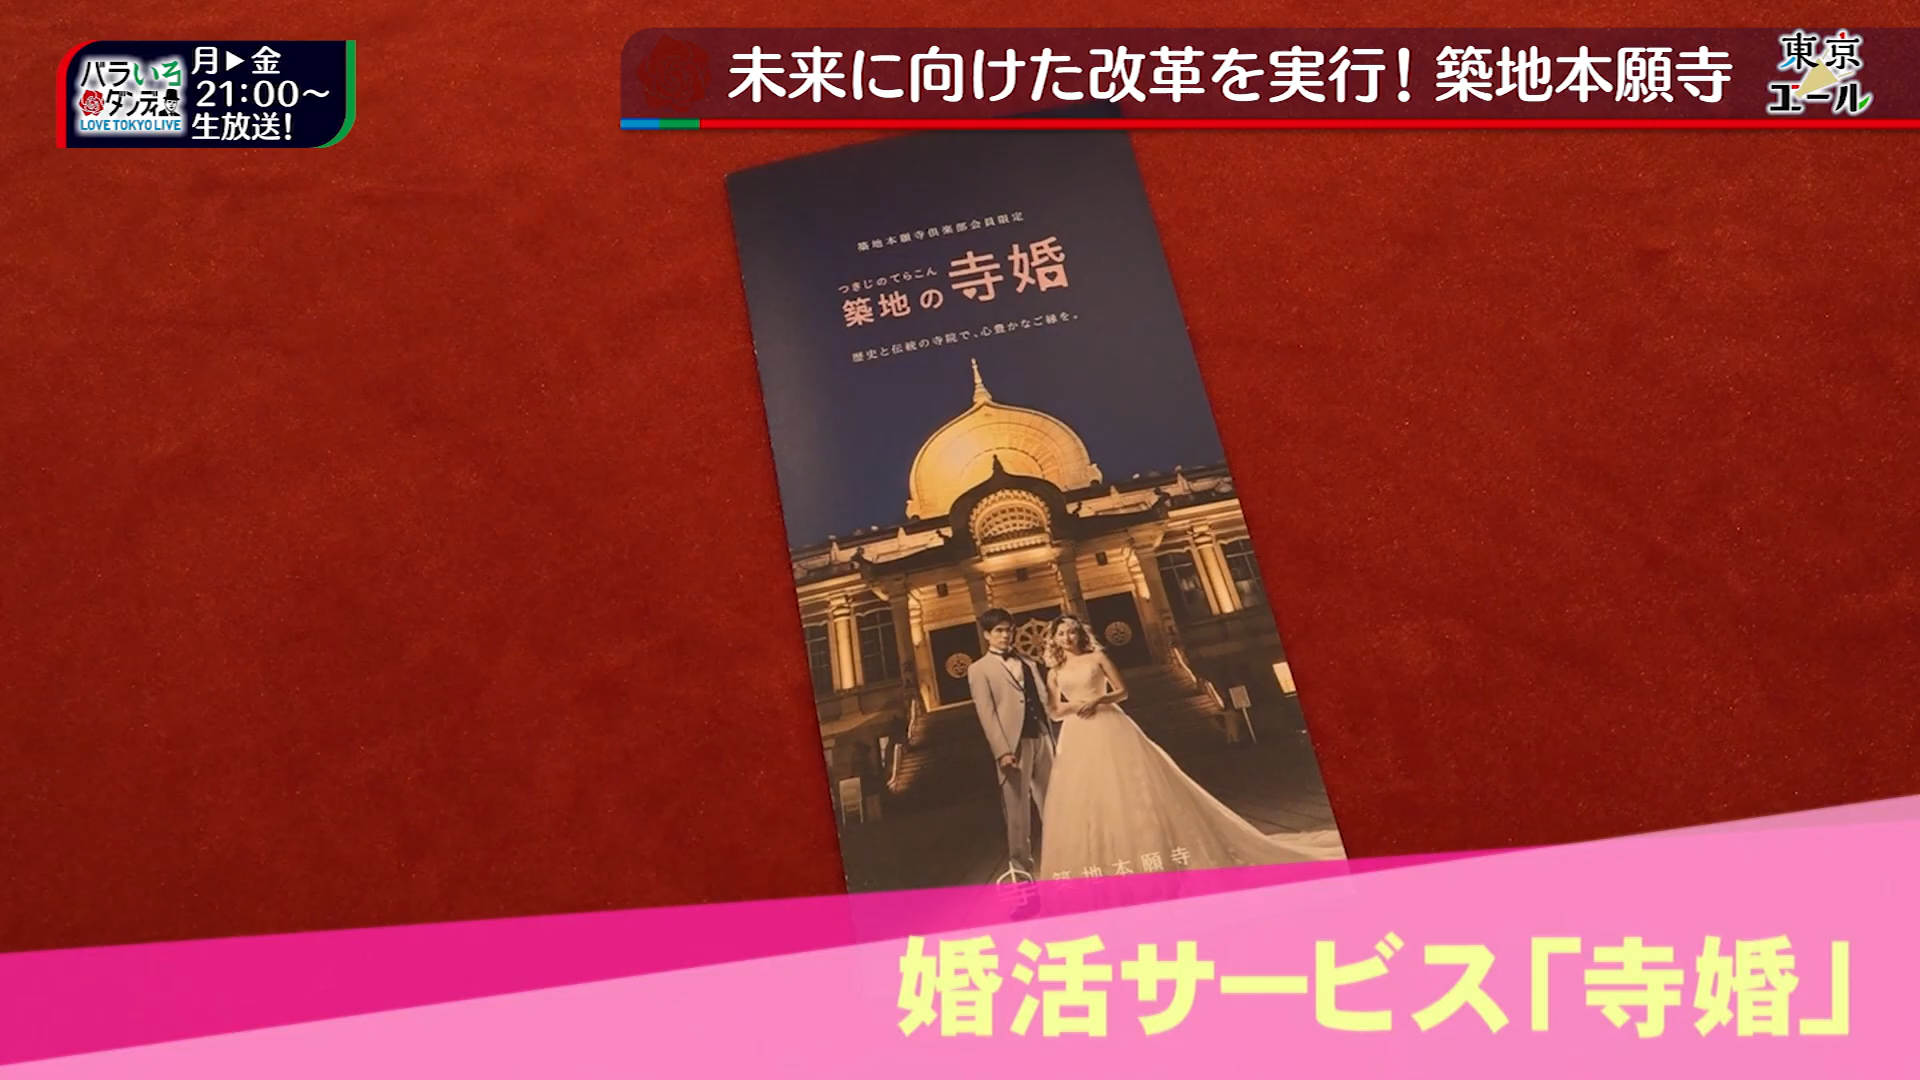 バラいろ
ダンディ
LOVE TOKYO LIVE
月▶金
21:00〜
生放送!
未来に向けた改革を実行! 築地本願寺
東京
エール
築地本願寺倶楽部会員限定
つきじのてらこん
築地の寺婚
歴史と伝統の寺院で、心豊かなご縁を。
築地本願寺
婚活サービス「寺婚」